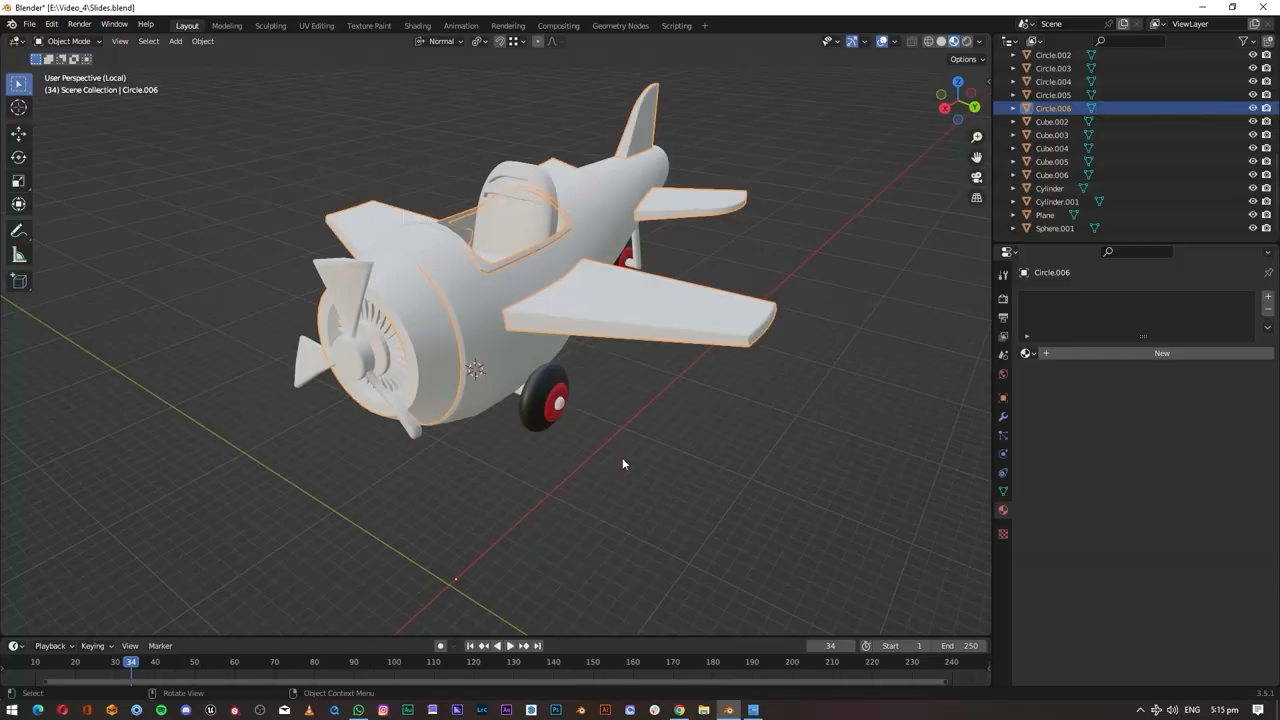 Blender* [E:\Video_4\Slides.blend]
File Edit Render Window Help Layout Modeling Sculpting UV Editing Texture Paint Shading Animation Rendering Compositing Geometry Nodes Scripting + Scene ViewLayer
Object Mode View Select Add Object Normal
Options
User Perspective (Local)
(34) Scene Collection | Circle.006
Z
X
Y
Circle.002
Circle.003
Circle.004
Circle.005
Circle.006
Cube.002
Cube.003
Cube.004
Cube.005
Cube.006
Cylinder
Cylinder.001
Plane
Sphere.001
Circle.006
New
Playback Keying View Marker 34 Start 1 End 250
10 20 30 34 40 50 60 70 80 90 100 110 120 130 140 150 160 170 180 190 200 210 220 230 240
Select Rotate View Object Context Menu 3.5.1
Au Lrc Ae Ps Ai ENG 5:15 pm